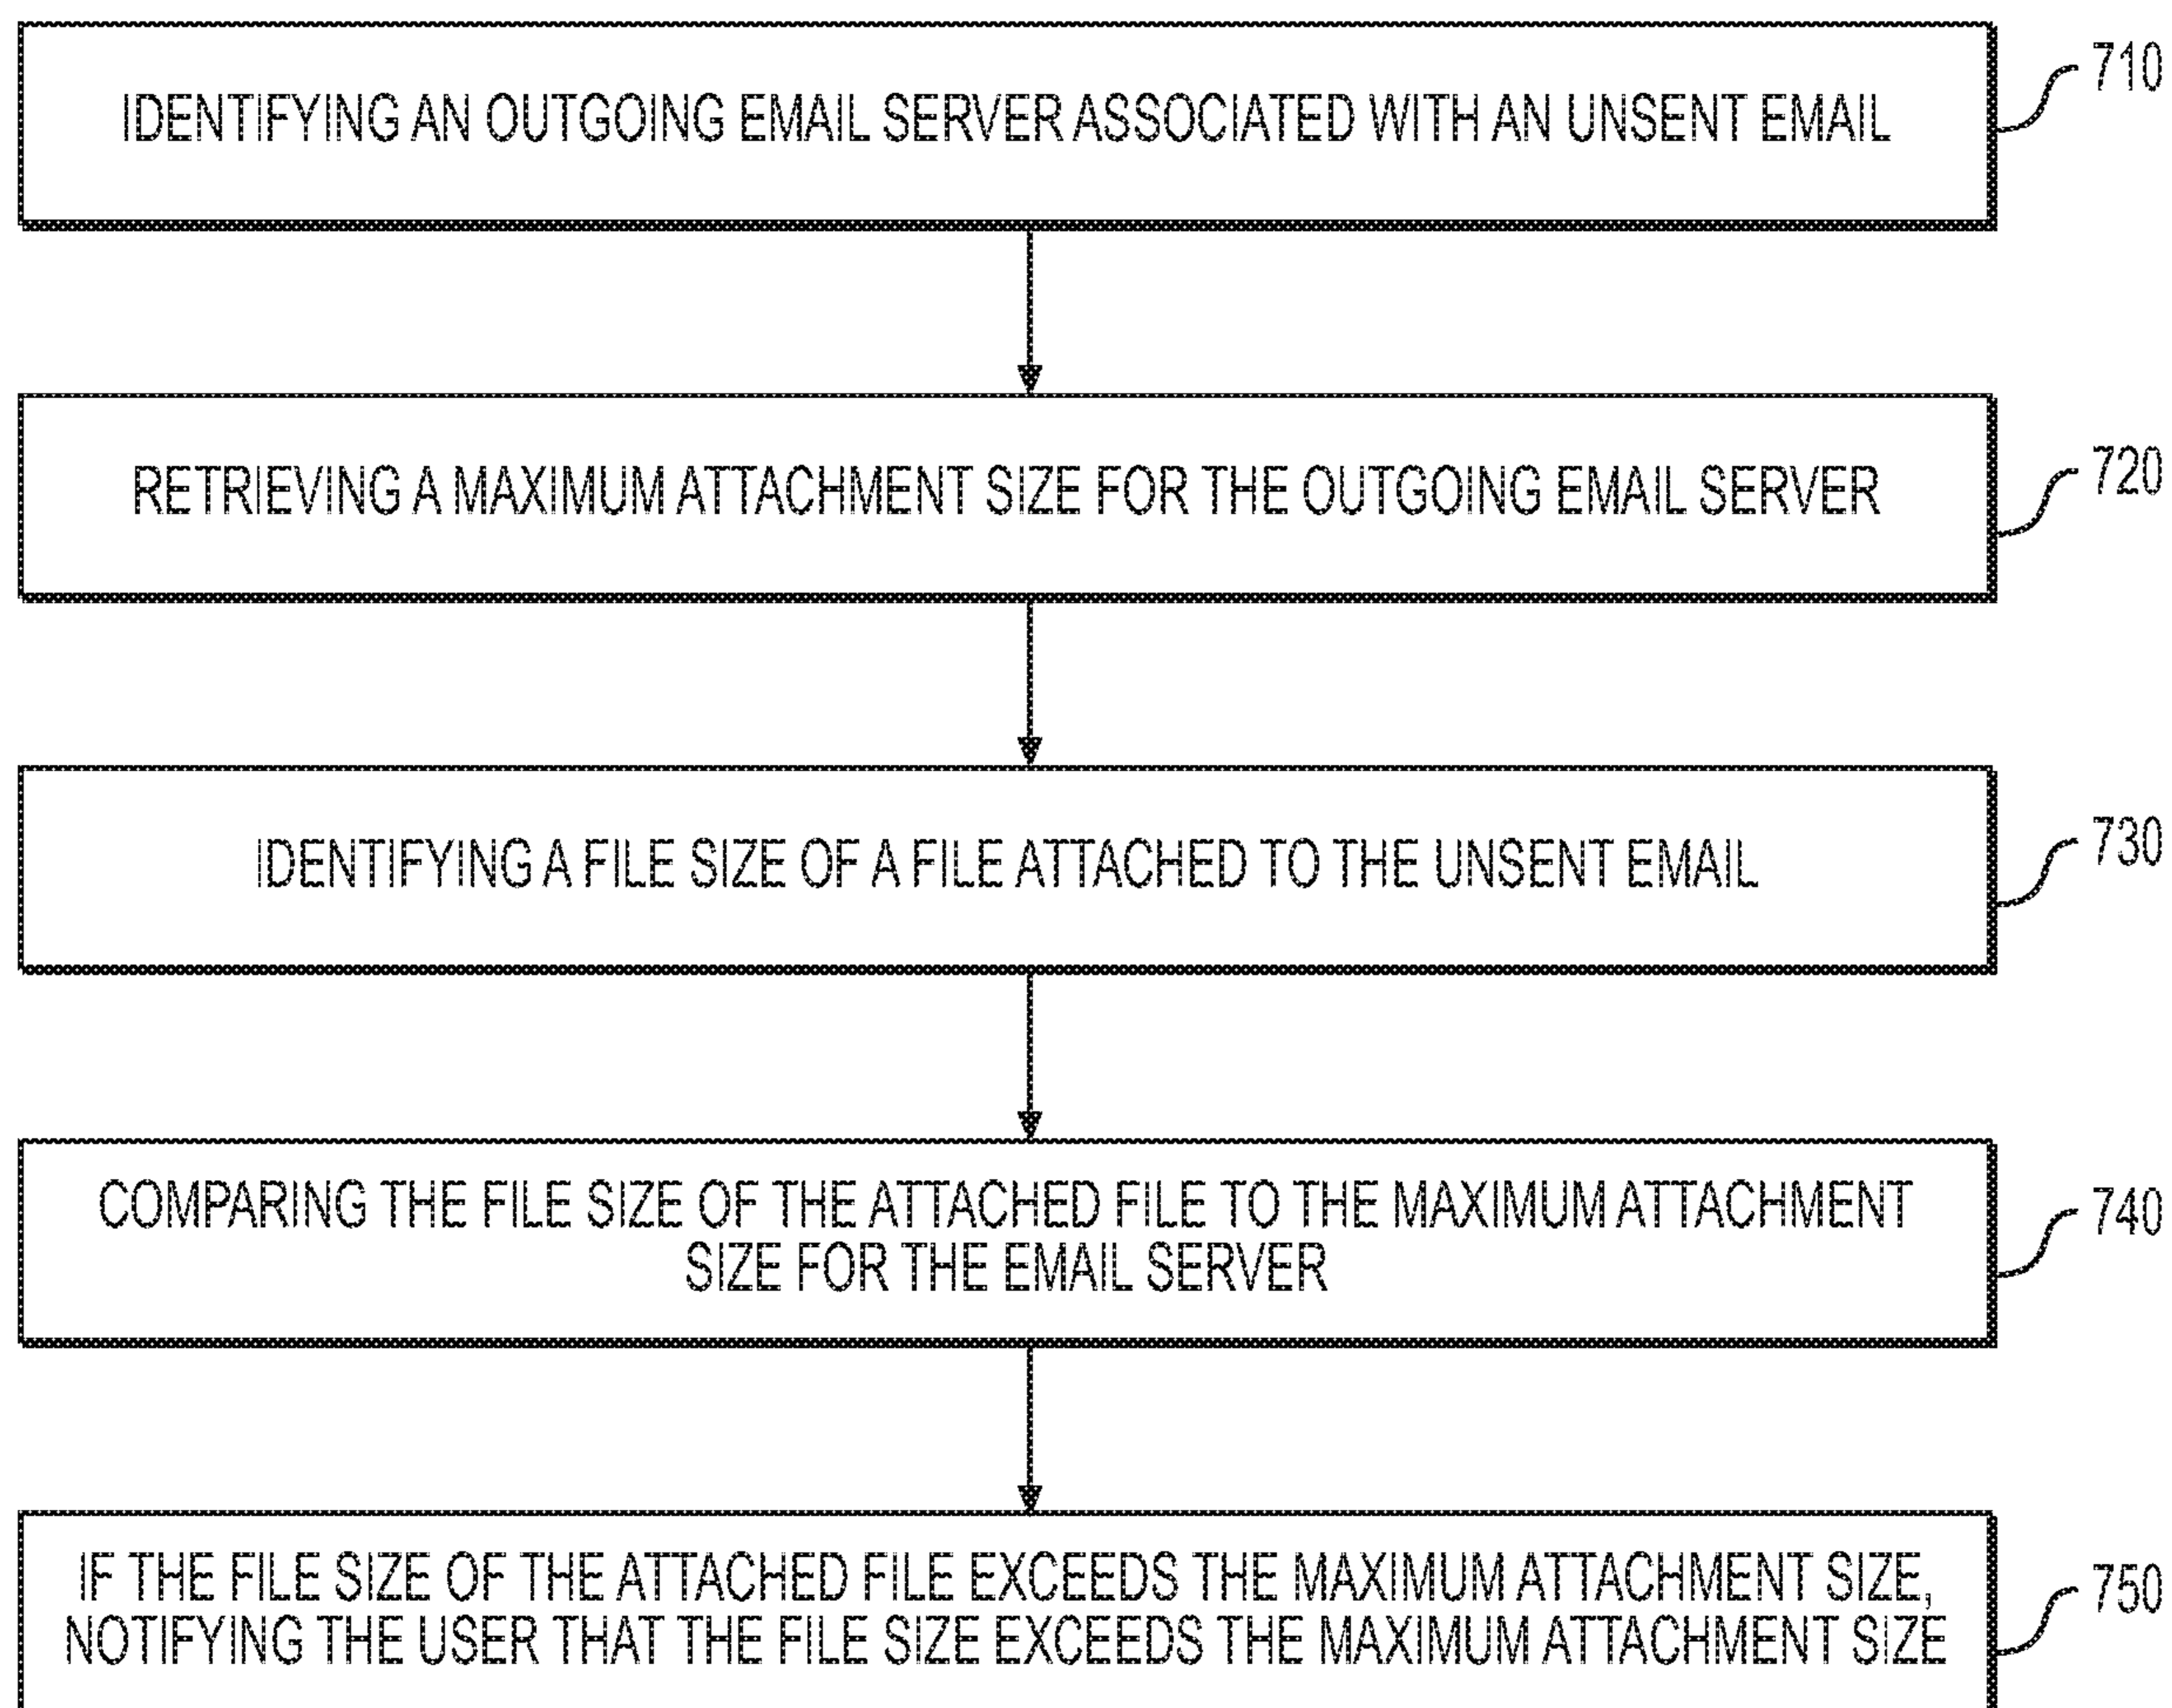 IDENTIFYING AN OUTGOING EMAIL SERVER ASSOCIATED WITH AN UNSENT EMAIL
710
RETRIEVING A MAXIMUM ATTACHMENT SIZE FOR THE OUTGOING EMAIL SERVER
720
IDENTIFYING A FILE SIZE OF A FILE ATTACHED TO THE UNSENT EMAIL
730
COMPARING THE FILE SIZE OF THE ATTACHED FILE TO THE MAXIMUM ATTACHMENT
SIZE FOR THE EMAIL SERVER
740
IF THE FILE SIZE OF THE ATTACHED FILE EXCEEDS THE MAXIMUM ATTACHMENT SIZE,
NOTIFYING THE USER THAT THE FILE SIZE EXCEEDS THE MAXIMUM ATTACHMENT SIZE
750